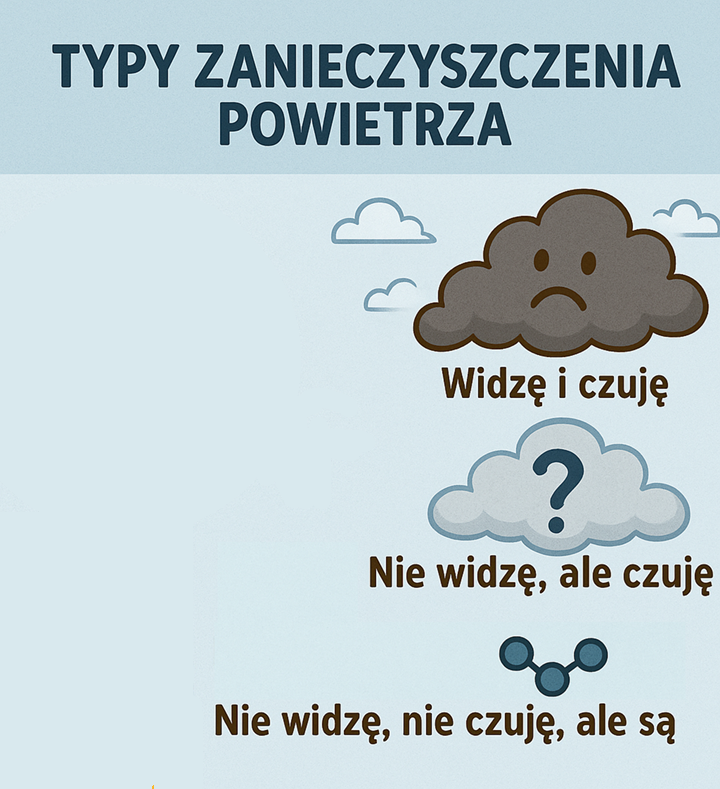 TYPY ZANIECZYSZCZENIA
POWIETRZA
Widzę i czuję
?
Nie widzę, ale czuję
Nie widzę, nie czuję, ale są